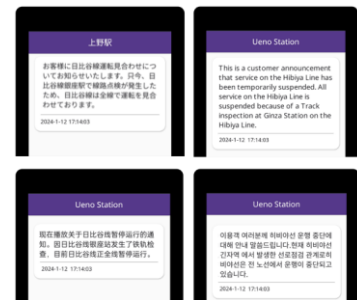 上野駅
お客様に日比谷線運転見合わせにつ
いてお知らせいたします。只今、日
比谷線銀座駅で線路点検が発生した
ため、日比谷線は全線で運転を見合
わせております。
2024-1-12 17:14:03
Ueno Station
This is a customer announcement
that service on the Hibiya Line has
been temporarily suspended. All
service on the Hibiya Line is
suspended because of a Track
inspection at Ginza Station on the
Hibiya Line.
2024-1-12 17:14:03
Ueno Station
现在播放关于日比谷线暂停运行的通
知。因日比谷线银座站发生了铁轨检
查，目前日比谷线正全线暂停运行。
2024-1-12 17:14:03
Ueno Station
이용객 여러분께 히비야선 운행 중단에
대해 안내 말씀드립니다.현재 히비야선
긴자역 에서 발생한 선로점검 관계로히
비야선은 전 노선에서 운행이 중단되고
있습니다.
2024-1-12 17:14:03